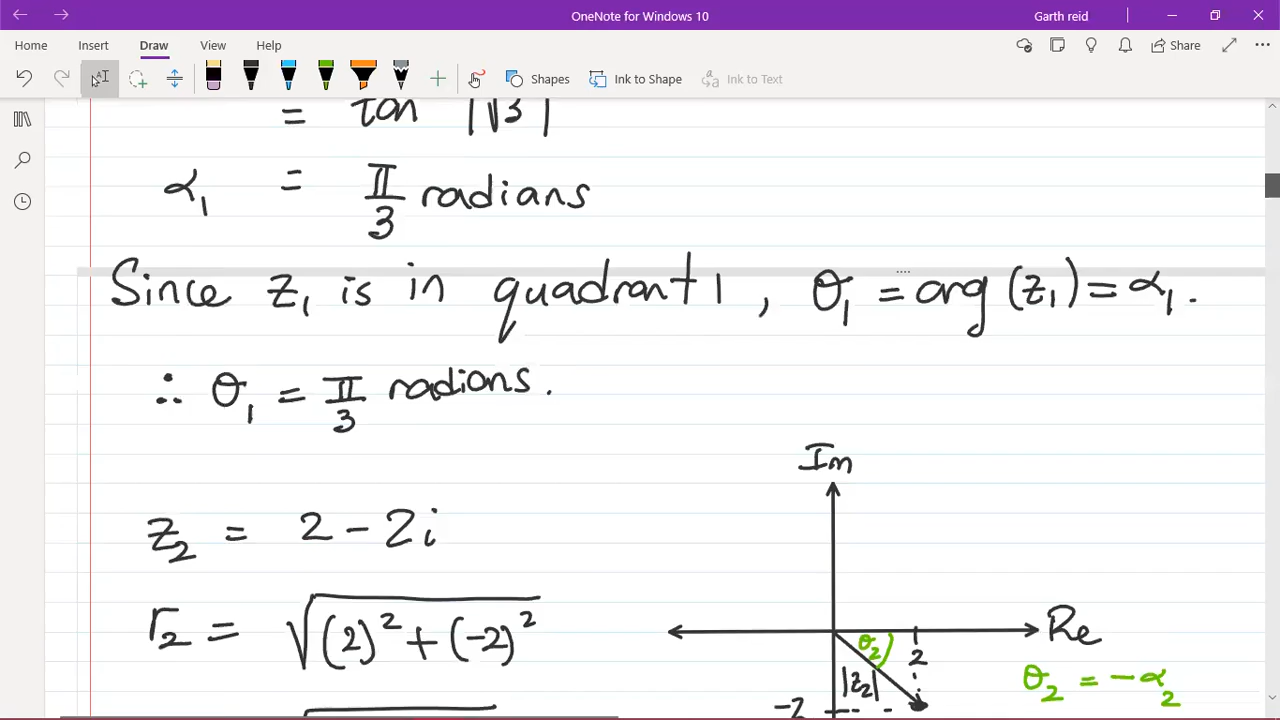 OneNote for Windows 10
Garth reid
Home Insert Draw View Help
Share
Shapes Ink to Shape Ink to Text
= tan |√3|
α₁ = π/3 radians
Since z₁ is in quadrant 1, θ₁ = arg(z₁) = α₁.
∴ θ₁ = π/3 radians.
Im
z₂ = 2 - 2i
r₂ = √(2)² + (-2)²
Re
θ₂
2
|z₂|
θ₂ = -α₂
-2